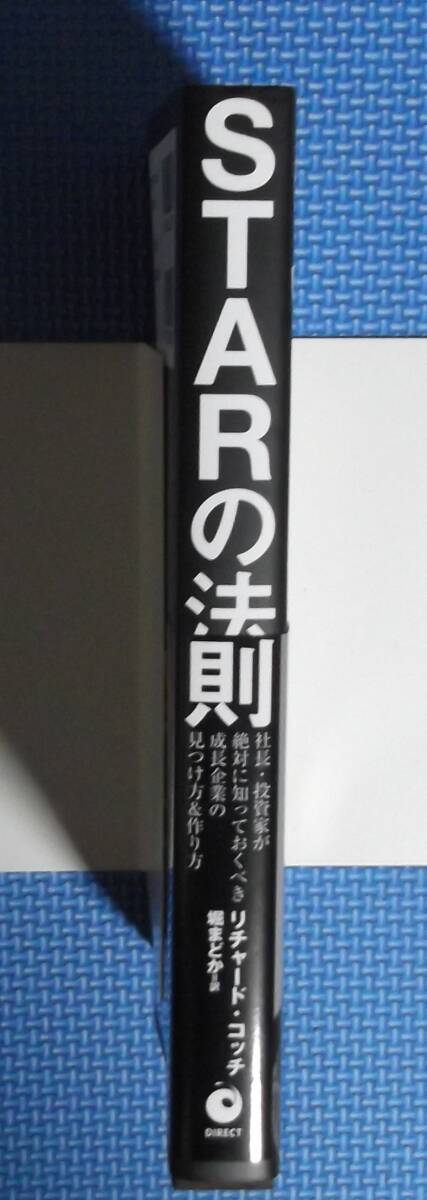 STARの法則
社長・投資家が
絶対に知っておくべき
成長企業の
見つけ方&作り方
リチャード・コッチ
堀まどか=訳
DIRECT